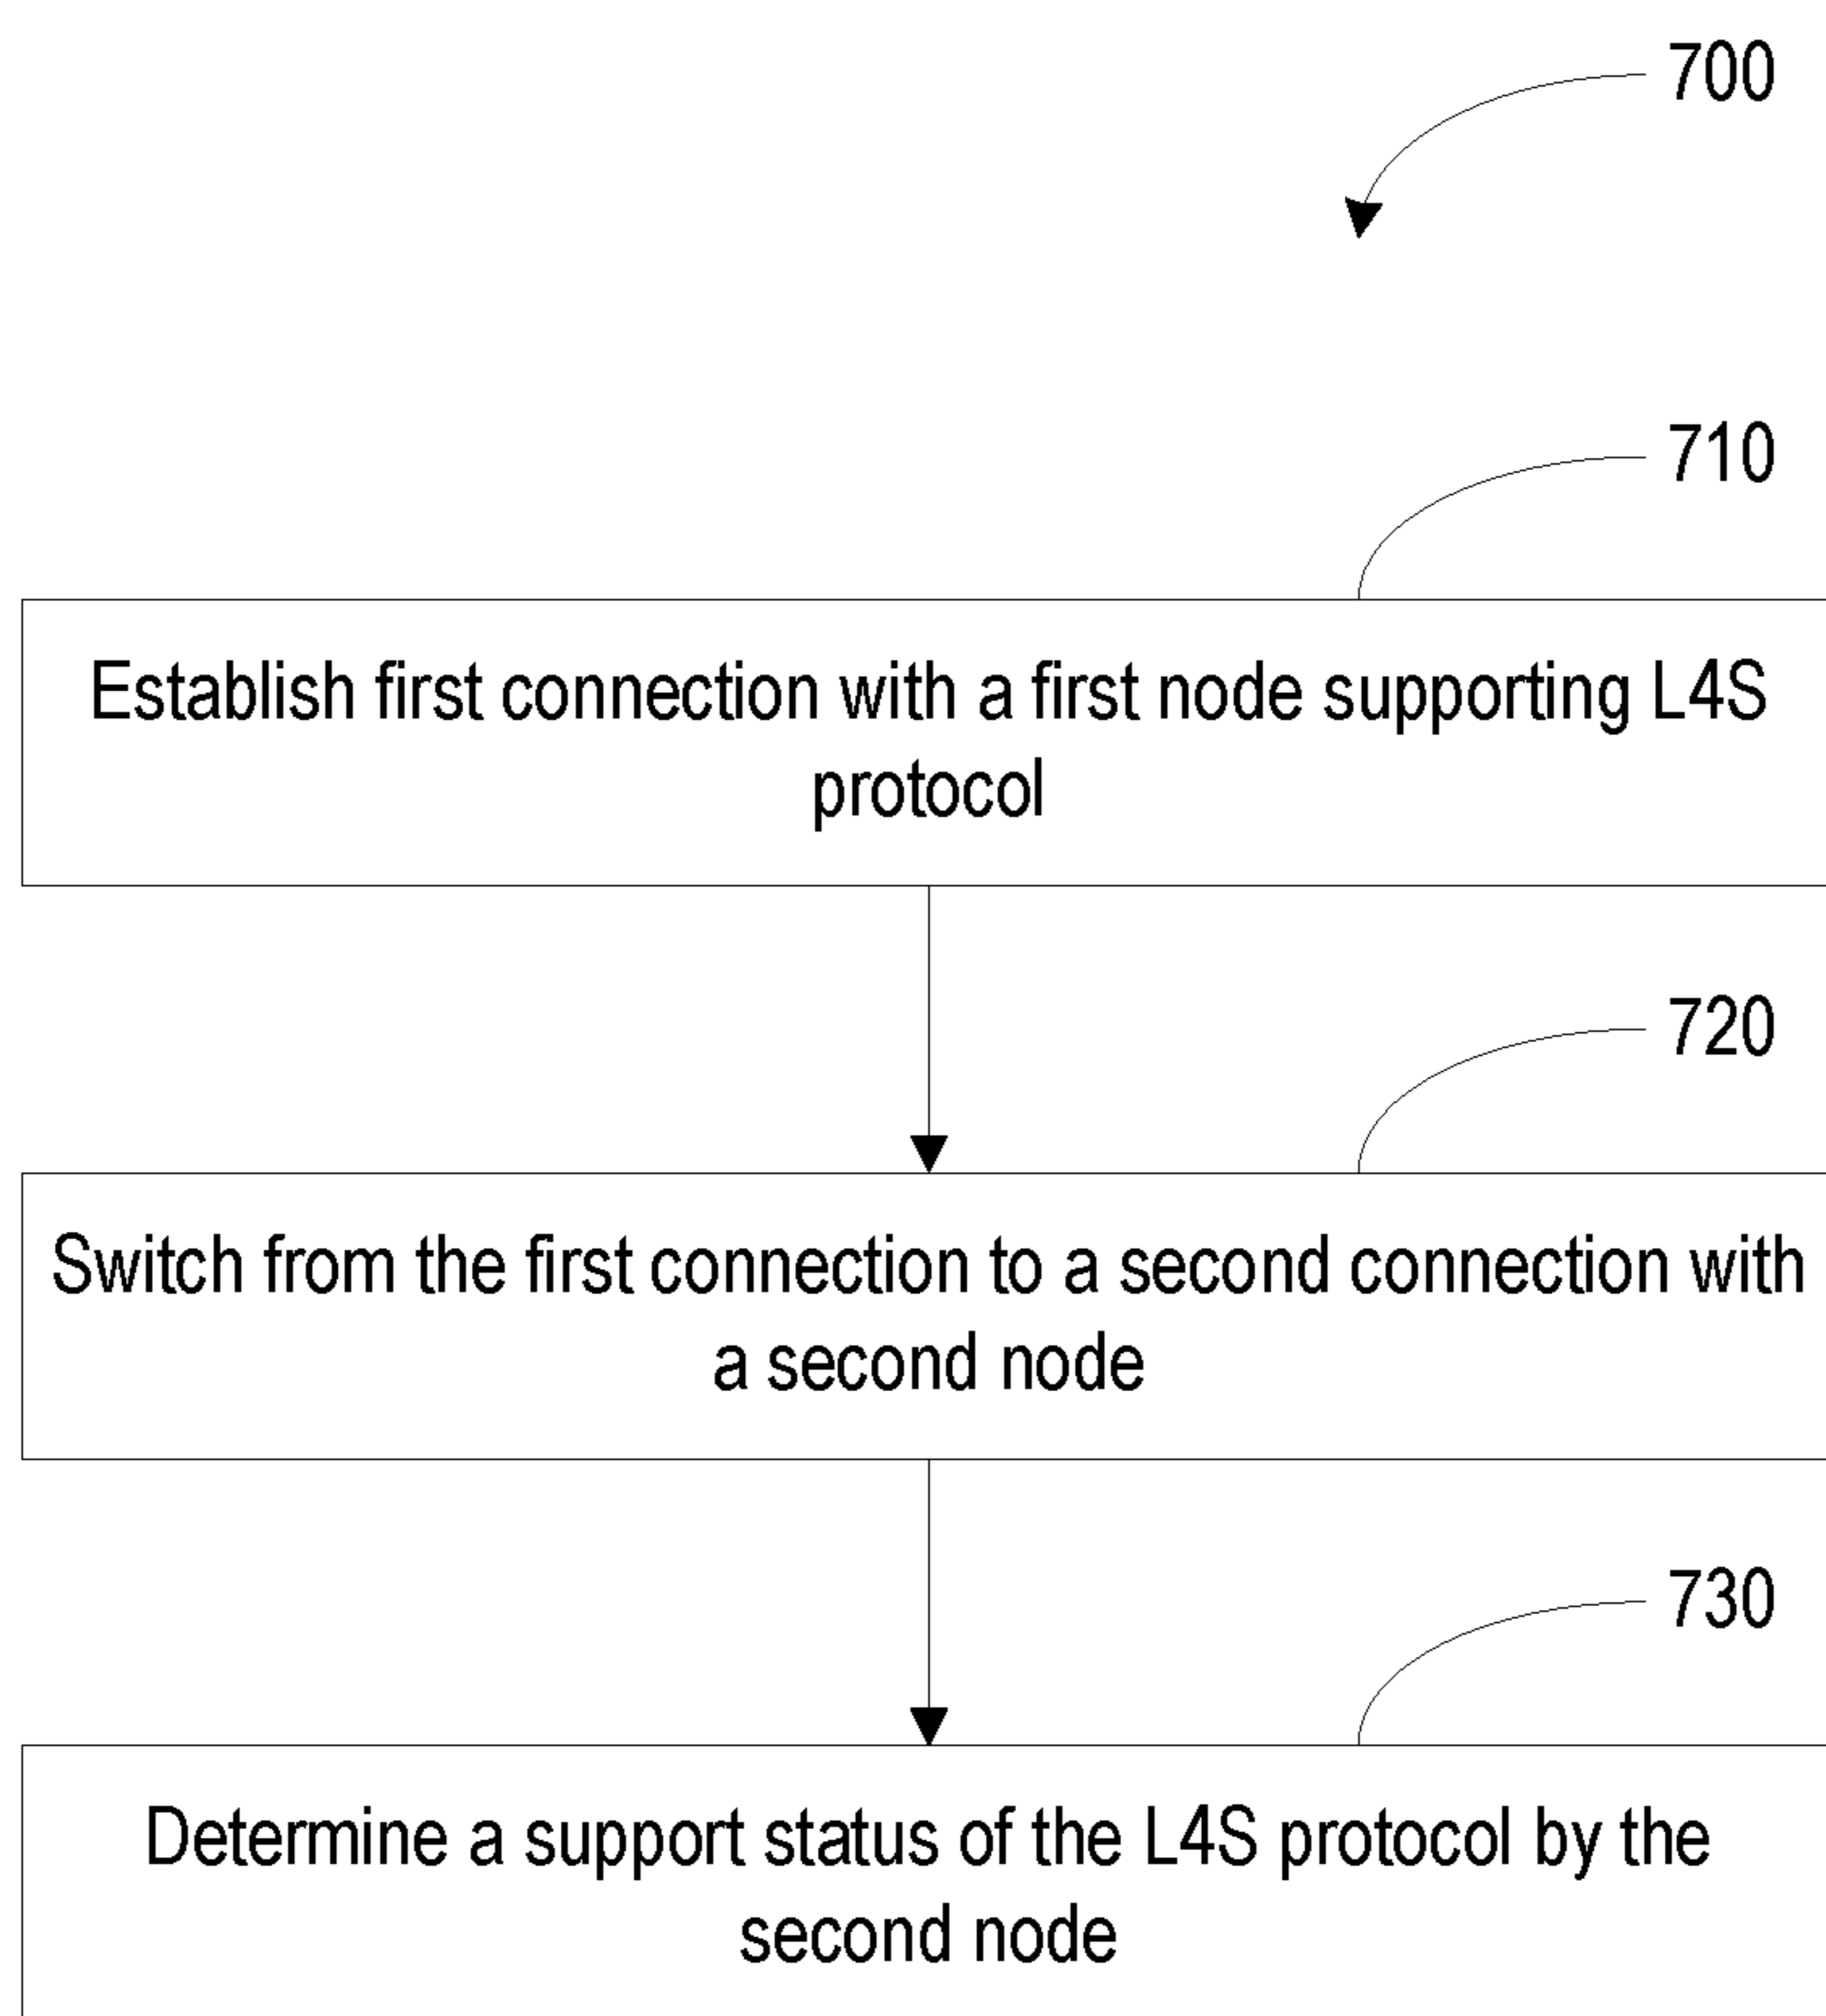 700
710
Establish first connection with a first node supporting L4S
protocol
720
Switch from the first connection to a second connection with
a second node
730
Determine a support status of the L4S protocol by the
second node